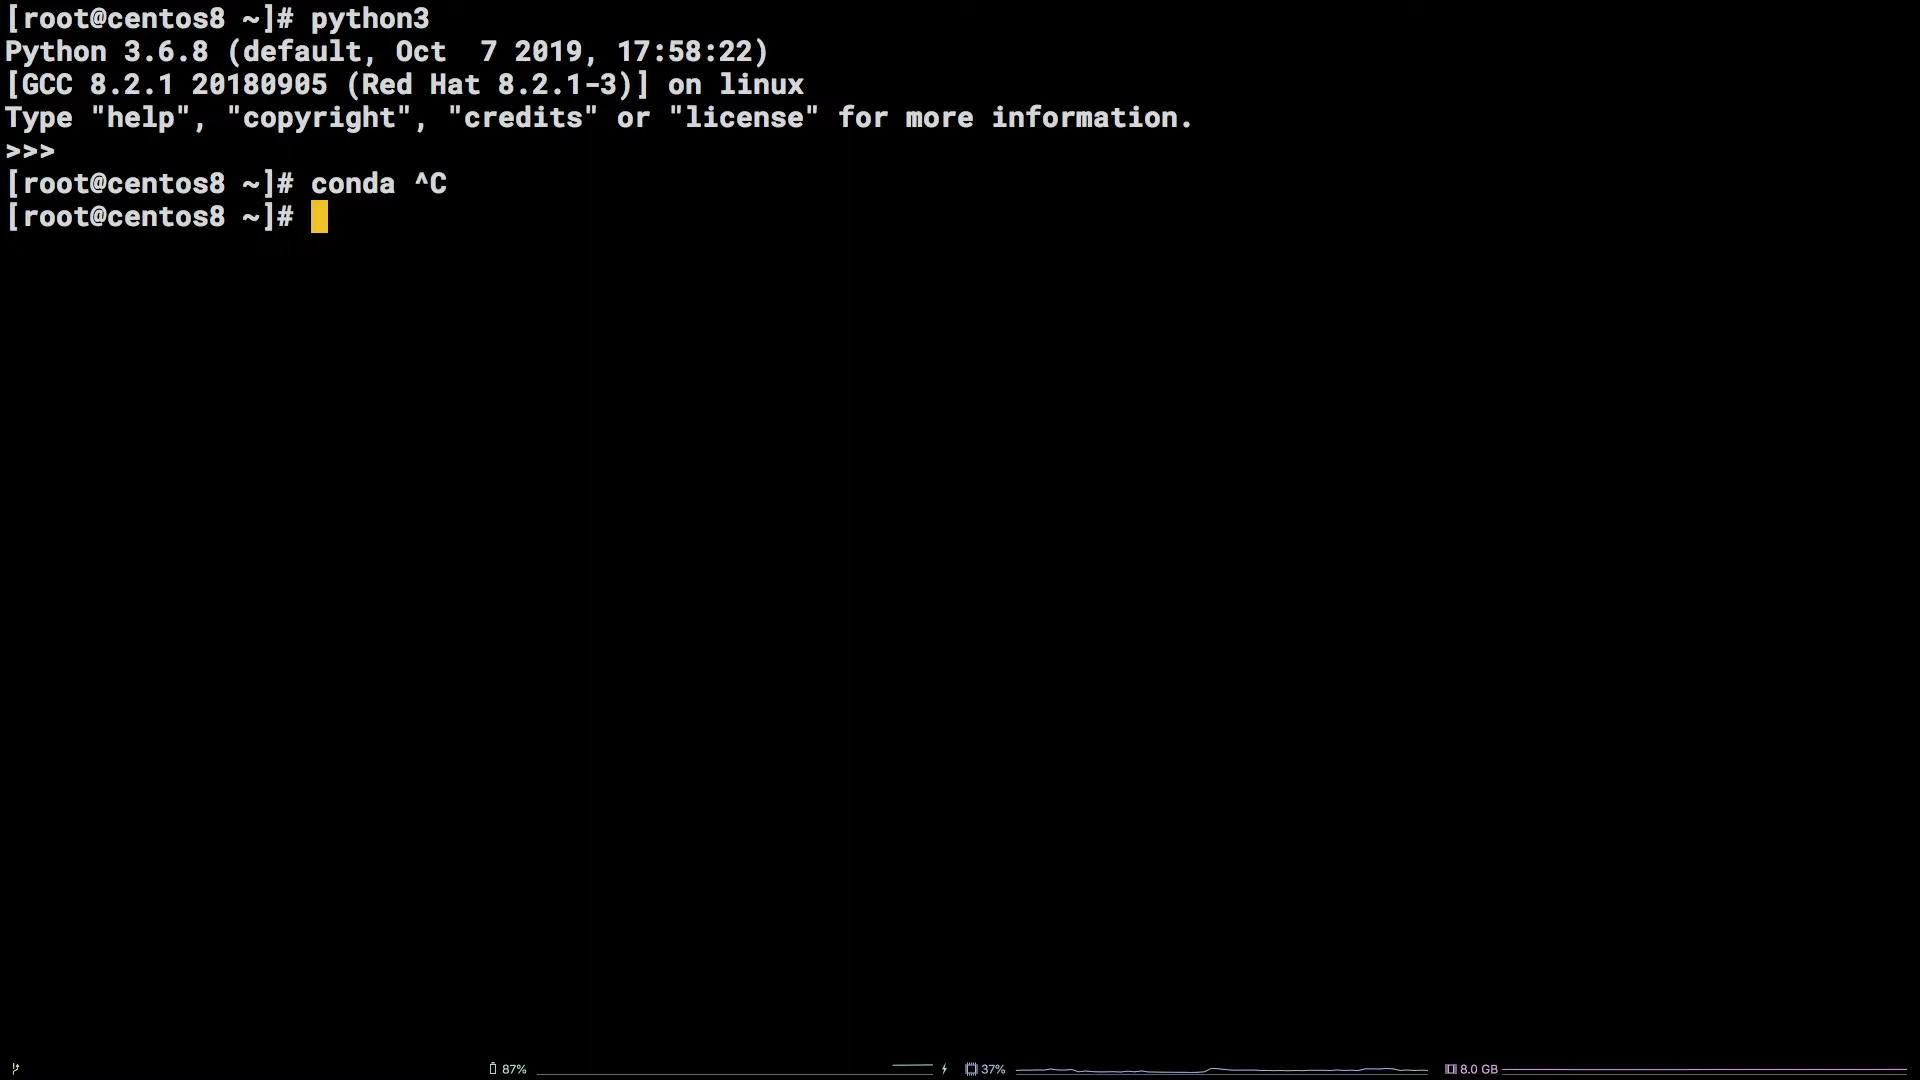 [root@centos8 ~]# python3
Python 3.6.8 (default, Oct  7 2019, 17:58:22)
[GCC 8.2.1 20180905 (Red Hat 8.2.1-3)] on linux
Type "help", "copyright", "credits" or "license" for more information.
>>>
[root@centos8 ~]# conda ^C
[root@centos8 ~]#
87% 37% 8.0 GB